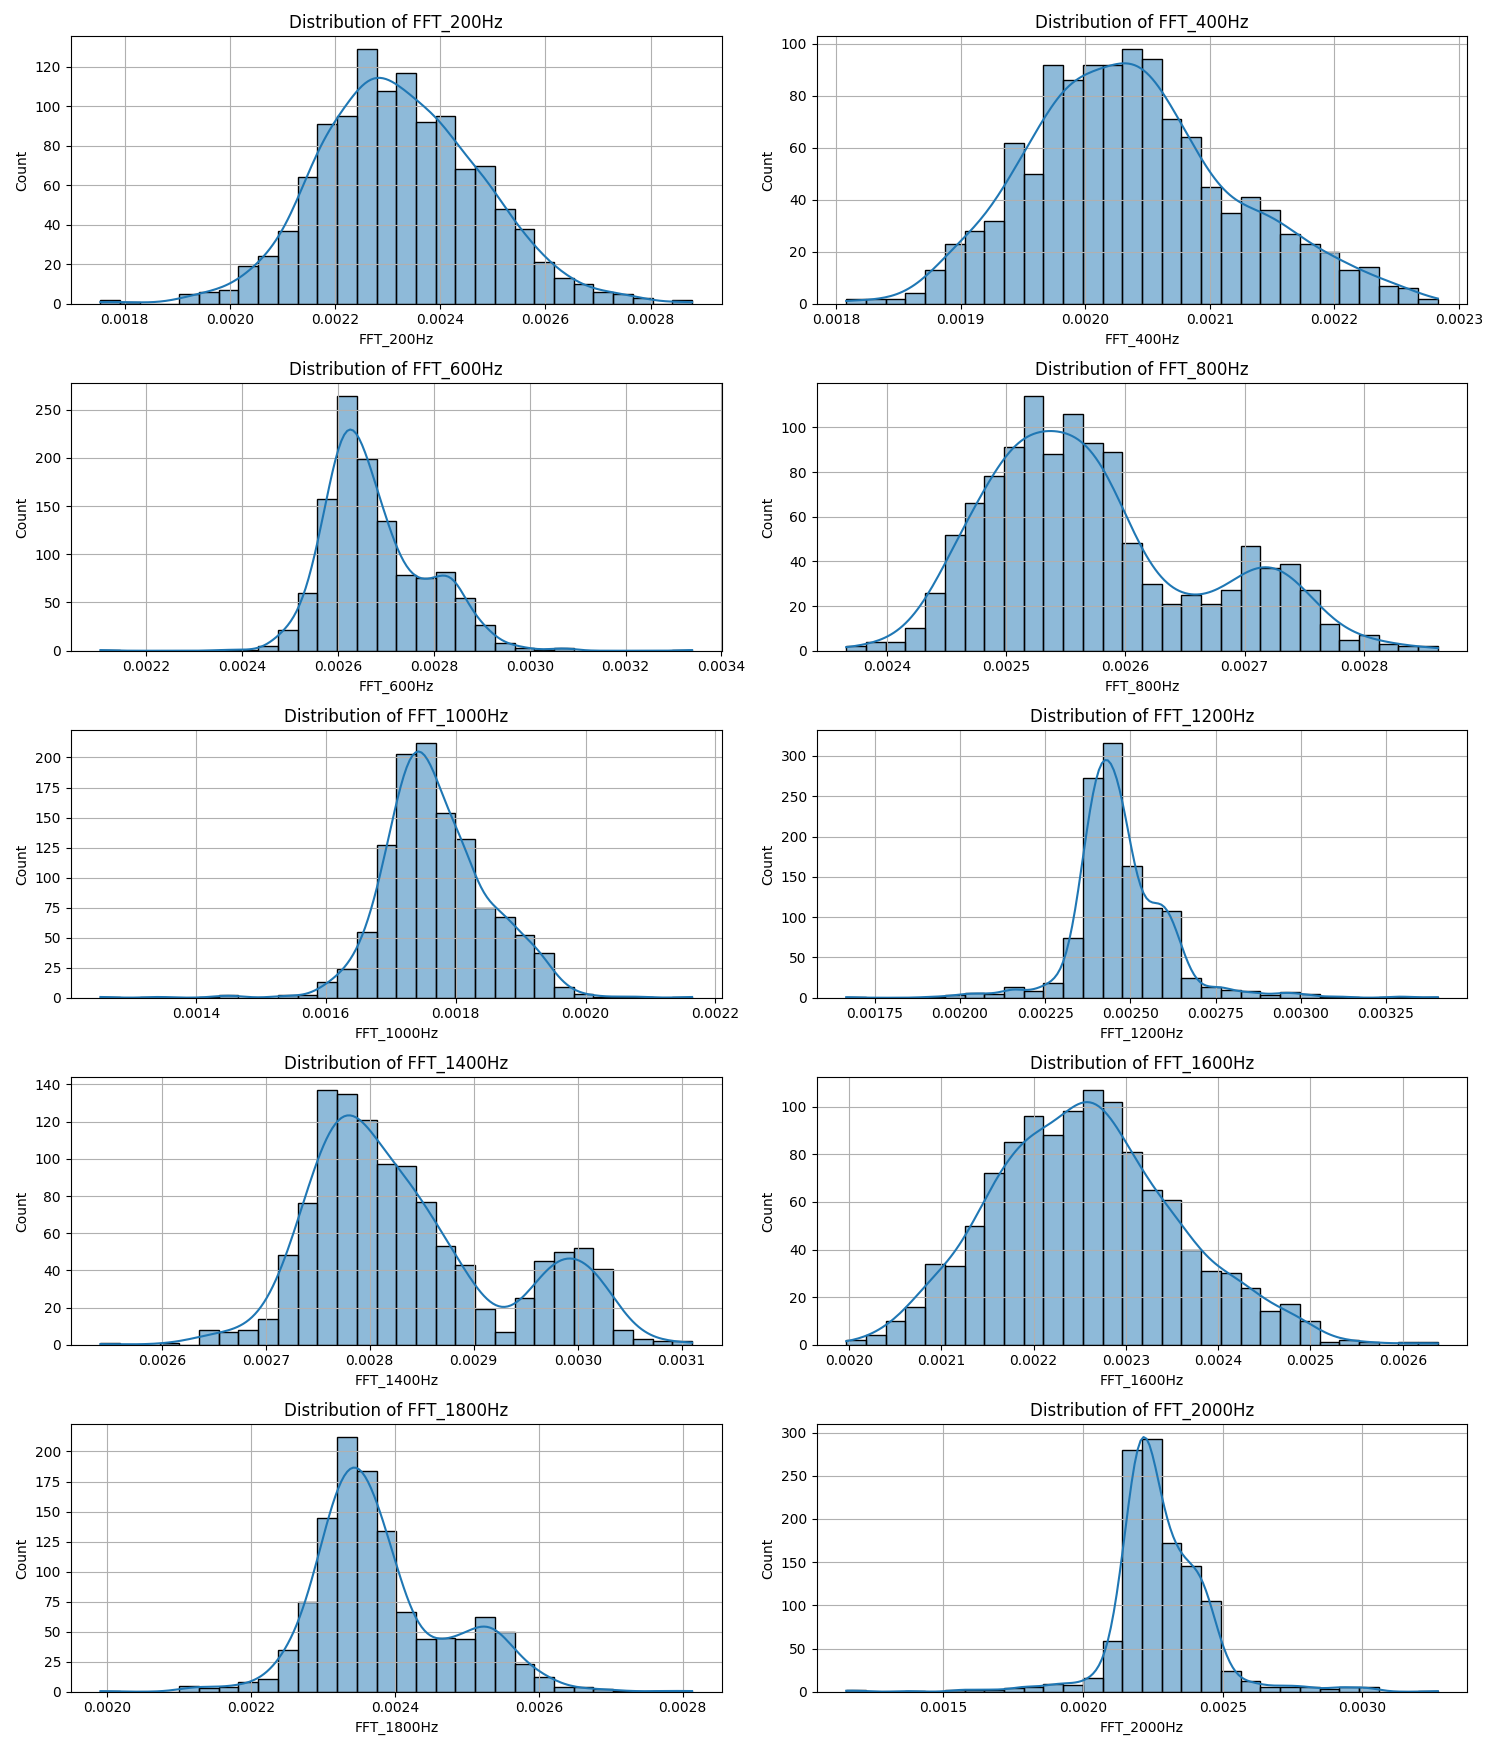 Distribution of FFT_200Hz
120
100
80
60
40
20
0
Count
0.0018 0.0020 0.0022 0.0024 0.0026 0.0028
FFT_200Hz
Distribution of FFT_400Hz
100
80
60
40
20
0
Count
0.0018 0.0019 0.0020 0.0021 0.0022 0.0023
FFT_400Hz
Distribution of FFT_600Hz
250
200
150
100
50
0
Count
0.0022 0.0024 0.0026 0.0028 0.0030 0.0032 0.0034
FFT_600Hz
Distribution of FFT_800Hz
100
80
60
40
20
0
Count
0.0024 0.0025 0.0026 0.0027 0.0028
FFT_800Hz
Distribution of FFT_1000Hz
200
175
150
125
100
75
50
25
0
Count
0.0014 0.0016 0.0018 0.0020 0.0022
FFT_1000Hz
Distribution of FFT_1200Hz
300
250
200
150
100
50
0
Count
0.00175 0.00200 0.00225 0.00250 0.00275 0.00300 0.00325
FFT_1200Hz
Distribution of FFT_1400Hz
140
120
100
80
60
40
20
0
Count
0.0026 0.0027 0.0028 0.0029 0.0030 0.0031
FFT_1400Hz
Distribution of FFT_1600Hz
100
80
60
40
20
0
Count
0.0020 0.0021 0.0022 0.0023 0.0024 0.0025 0.0026
FFT_1600Hz
Distribution of FFT_1800Hz
200
175
150
125
100
75
50
25
0
Count
0.0020 0.0022 0.0024 0.0026 0.0028
FFT_1800Hz
Distribution of FFT_2000Hz
300
250
200
150
100
50
0
Count
0.0015 0.0020 0.0025 0.0030
FFT_2000Hz